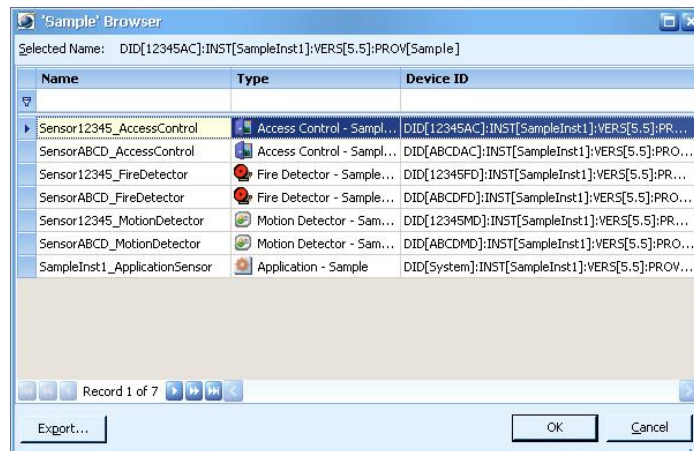 'Sample' Browser
Selected Name: DID[12345AC]:INST[SampleInst1]:VERS[5.5]:PROV[Sample]
Name Type Device ID
Sensor12345_AccessControl Access Control - Sampl... DID[12345AC]:INST[SampleInst1]:VERS[5.5]:PR...
SensorABCD_AccessControl Access Control - Sampl... DID[ABCDAC]:INST[SampleInst1]:VERS[5.5]:PRO...
Sensor12345_FireDetector Fire Detector - Sample... DID[12345FD]:INST[SampleInst1]:VERS[5.5]:PR...
SensorABCD_FireDetector Fire Detector - Sample... DID[ABCDFD]:INST[SampleInst1]:VERS[5.5]:PRO...
Sensor12345_MotionDetector Motion Detector - Sam... DID[12345MD]:INST[SampleInst1]:VERS[5.5]:PR...
SensorABCD_MotionDetector Motion Detector - Sam... DID[ABCDMD]:INST[SampleInst1]:VERS[5.5]:PRO...
SampleInst1_ApplicationSensor Application - Sample DID[System]:INST[SampleInst1]:VERS[5.5]:PROV...
Record 1 of 7
Export... OK Cancel